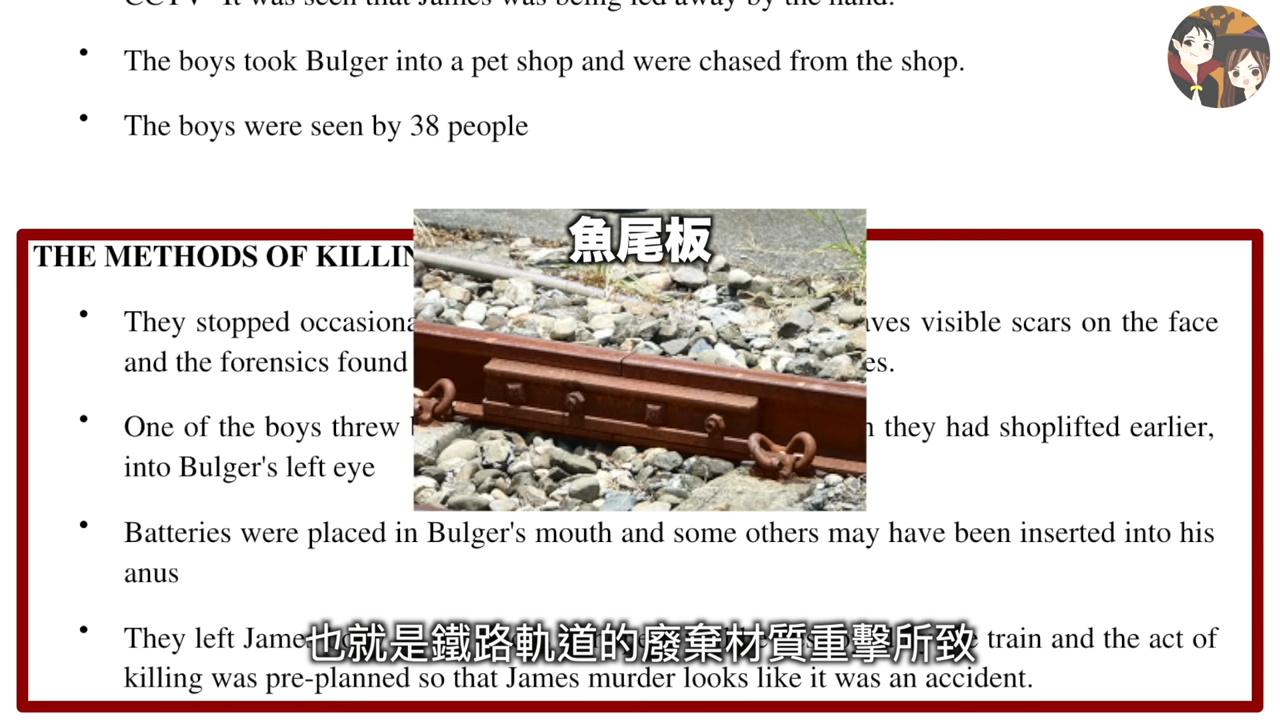 The boys took Bulger into a pet shop and were chased from the shop.
The boys were seen by 38 people
魚尾板
THE METHODS OF
They stopped visible scars on the face
and the forensics found
One of the boys threw they had shoplifted earlier,
into Bulger's left eye
Batteries were placed in Bulger's mouth and some others may have been inserted into his
anus
They left train and the act of
也就是鐵路軌道的廢棄材質重擊所致
killing was pre-planned so that James murder looks like it was an accident.